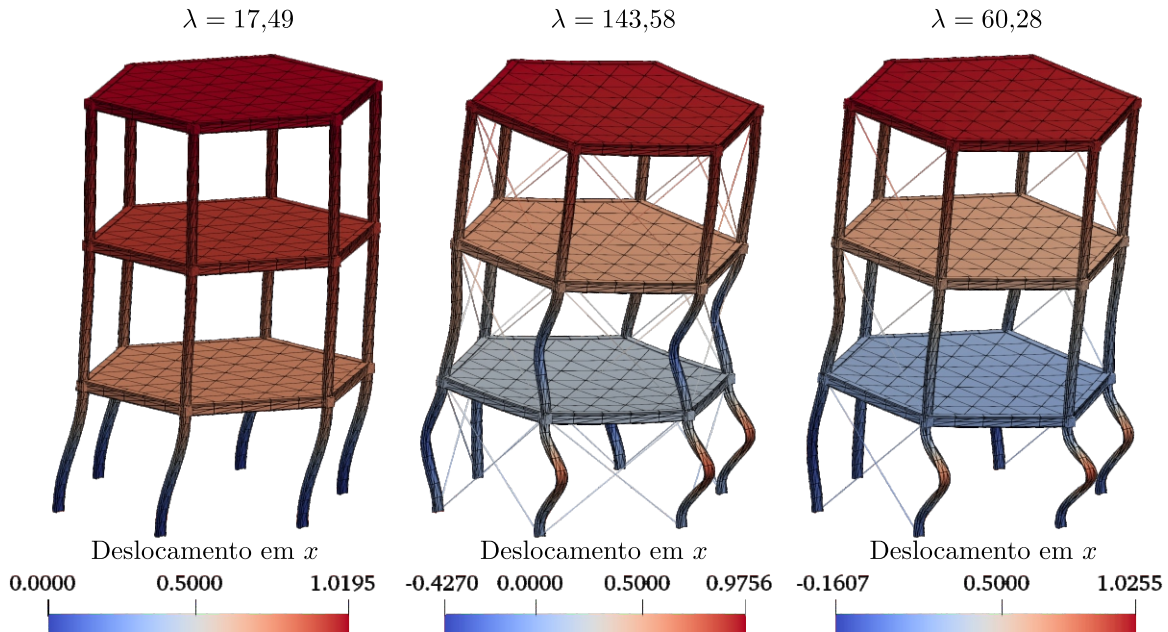 λ = 17,49
λ = 143,58
λ = 60,28
Deslocamento em x
0.0000 0.5000 1.0195
Deslocamento em x
-0.4270 0.0000 0.5000 0.9756
Deslocamento em x
-0.1607 0.5000 1.0255